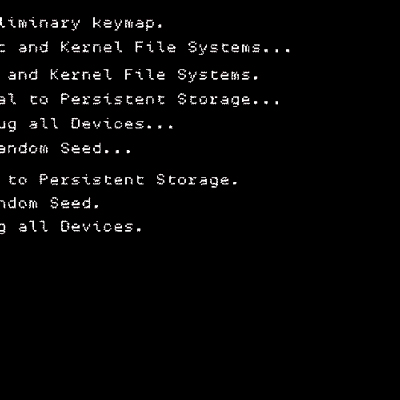 liminary keymap.
t and Kernel File Systems...
and Kernel File Systems.
al to Persistent Storage...
ug all Devices...
andom Seed...
to Persistent Storage.
ndom Seed.
g all Devices.